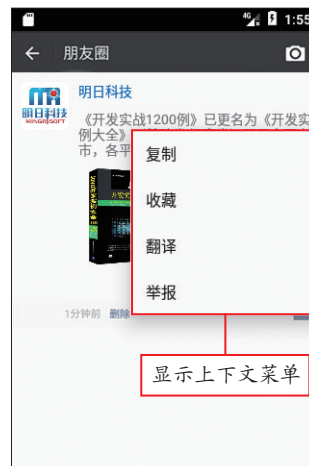 4G 1:55
朋友圈
明日科技
明日科技
MINGRISOFT
《开发实战1200例》已更名为《开发实
例大全》
市，各平
复制
收藏
翻译
举报
1分钟前 删除
显示上下文菜单